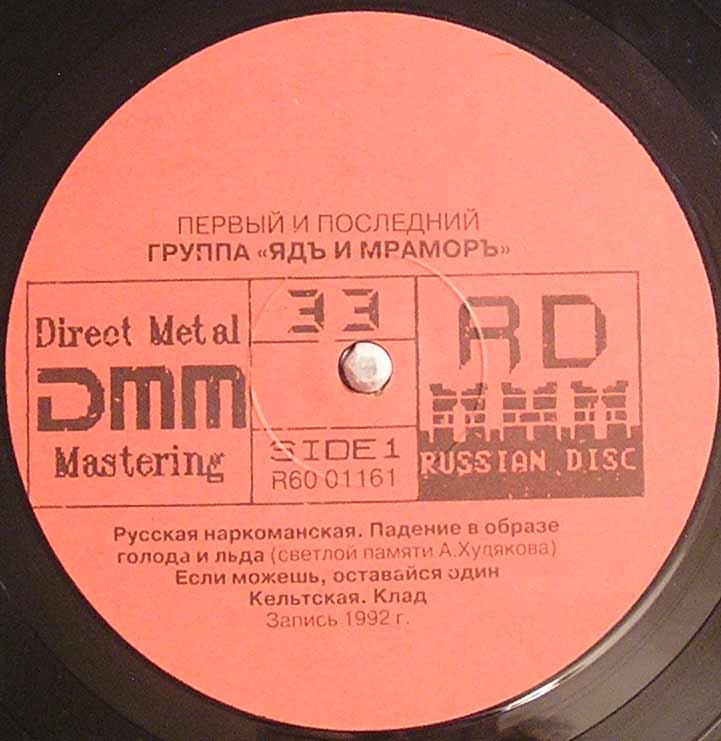 ПЕРВЫЙ И ПОСЛЕДНИЙ
ГРУППА «ЯДЪ И МРАМОРЪ»
Direct Metal
DMM
Mastering
33
SIDE 1
R60 01161
RD
RUSSIAN DISC
Русская наркоманская. Падение в образе
голода и льда (светлой памяти А.Худякова)
Если можешь, оставайся один
Кельтская. Клад
Запись 1992 г.